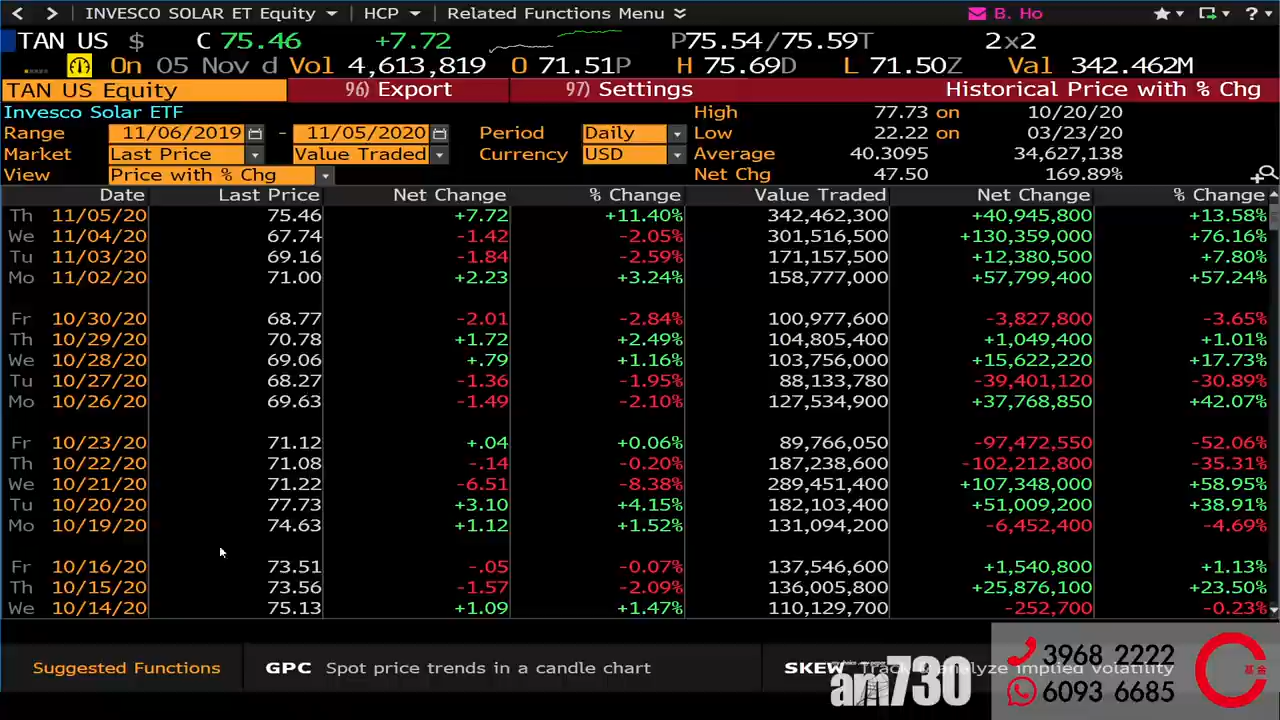 INVESCO SOLAR ET Equity HCP Related Functions Menu B. Ho ?
TAN US $ C 75.46 +7.72 P75.54/75.59T 2x2
On 05 Nov d Vol 4,613,819 O 71.51P H 75.69D L 71.50Z Val 342.462M
TAN US Equity 96) Export 97) Settings Historical Price with % Chg
Invesco Solar ETF High 77.73 on 10/20/20
Range 11/06/2019 - 11/05/2020 Period Daily Low 22.22 on 03/23/20
Market Last Price Value Traded Currency USD Average 40.3095 34,627,138
View Price with % Chg Net Chg 47.50 169.89%
Date Last Price Net Change % Change Value Traded Net Change % Change
Th 11/05/20 75.46 +7.72 +11.40% 342,462,300 +40,945,800 +13.58%
We 11/04/20 67.74 -1.42 -2.05% 301,516,500 +130,359,000 +76.16%
Tu 11/03/20 69.16 -1.84 -2.59% 171,157,500 +12,380,500 +7.80%
Mo 11/02/20 71.00 +2.23 +3.24% 158,777,000 +57,799,400 +57.24%
Fr 10/30/20 68.77 -2.01 -2.84% 100,977,600 -3,827,800 -3.65%
Th 10/29/20 70.78 +1.72 +2.49% 104,805,400 +1,049,400 +1.01%
We 10/28/20 69.06 +.79 +1.16% 103,756,000 +15,622,220 +17.73%
Tu 10/27/20 68.27 -1.36 -1.95% 88,133,780 -39,401,120 -30.89%
Mo 10/26/20 69.63 -1.49 -2.10% 127,534,900 +37,768,850 +42.07%
Fr 10/23/20 71.12 +.04 +0.06% 89,766,050 -97,472,550 -52.06%
Th 10/22/20 71.08 -.14 -0.20% 187,238,600 -102,212,800 -35.31%
We 10/21/20 71.22 -6.51 -8.38% 289,451,400 +107,348,000 +58.95%
Tu 10/20/20 77.73 +3.10 +4.15% 182,103,400 +51,009,200 +38.91%
Mo 10/19/20 74.63 +1.12 +1.52% 131,094,200 -6,452,400 -4.69%
Fr 10/16/20 73.51 -.05 -0.07% 137,546,600 +1,540,800 +1.13%
Th 10/15/20 73.56 -1.57 -2.09% 136,005,800 +25,876,100 +23.50%
We 10/14/20 75.13 +1.09 +1.47% 110,129,700 -252,700 -0.23%
Suggested Functions GPC Spot price trends in a candle chart SKEW Track & analyze implied volatility
am730
3968 2222
6093 6685
基金